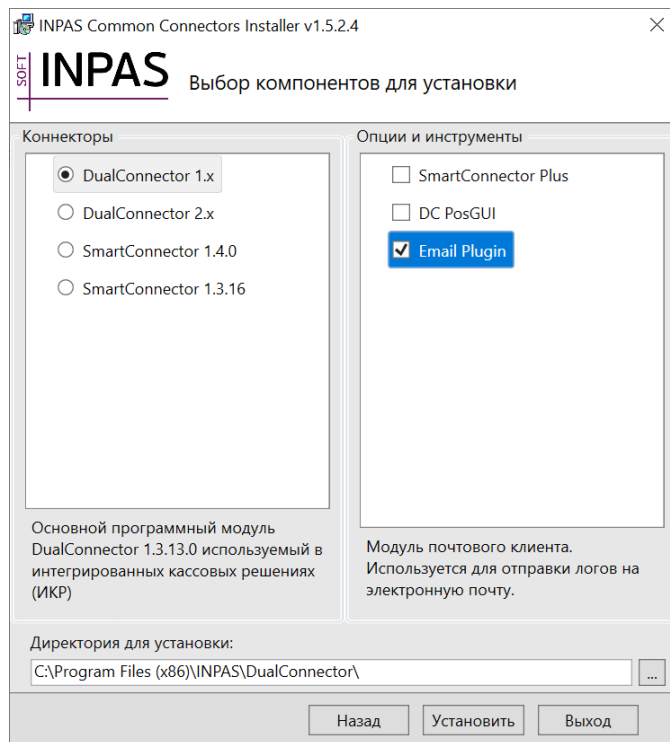 INPAS Common Connectors Installer v1.5.2.4
SOFT INPAS
Выбор компонентов для установки
Коннекторы
DualConnector 1.x
DualConnector 2.x
SmartConnector 1.4.0
SmartConnector 1.3.16
Основной программный модуль
DualConnector 1.3.13.0 используемый в
интегрированных кассовых решениях
(ИКР)
Опции и инструменты
SmartConnector Plus
DC PosGUI
Email Plugin
Модуль почтового клиента.
Используется для отправки логов на
электронную почту.
Директория для установки:
C:\Program Files (x86)\INPAS\DualConnector\
...
Назад
Установить
Выход